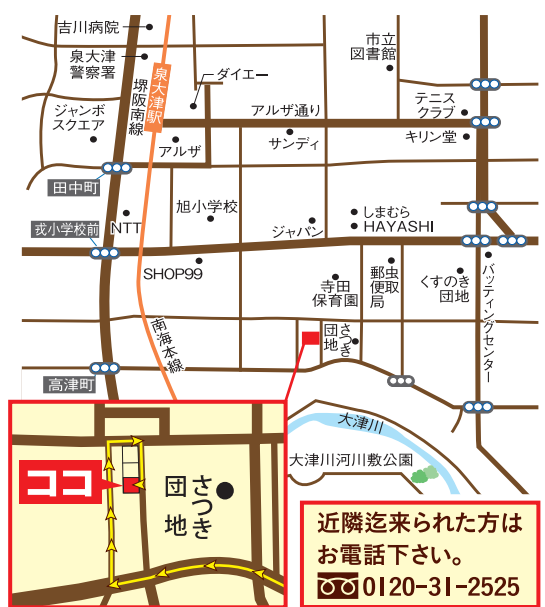 吉川病院
泉大津
警察署
ジャンボ
スクエア
堺阪南線
泉大津駅
ダイエー
市立
図書館
アルザ通り
テニス
クラブ
キリン堂
サンディ
アルザ
田中町
旭小学校
NTT
戎小学校前
ジャパン
しまむら
HAYASHI
SHOP99
寺田
保育園
郵便局
虫取
くすのき
団地
バッティングセンター
南海本線
さつき
団地
高津町
大津川
大津川河川敷公園
ココ
さつき
団地
近隣迄来られた方は
お電話下さい。
0120-31-2525